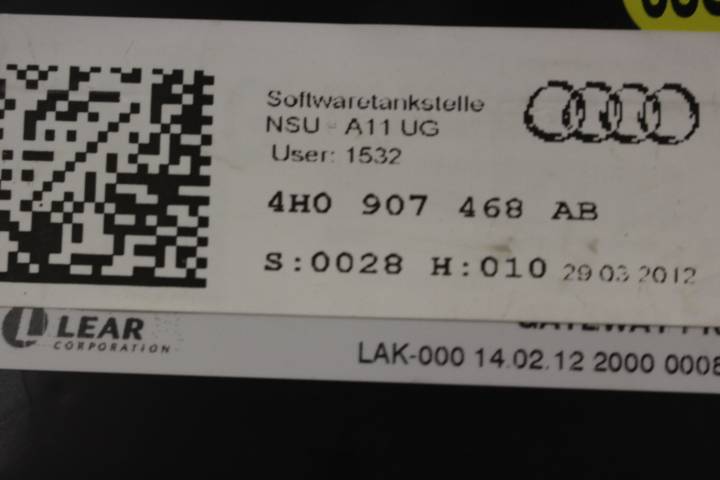 Softwaretankstelle
NSU - A11 UG
User: 1532
4H0 907 468 AB
S:0028 H:010 29 03 2012
LEAR
CORPORATION
LAK-000 14.02.12 2000 0008